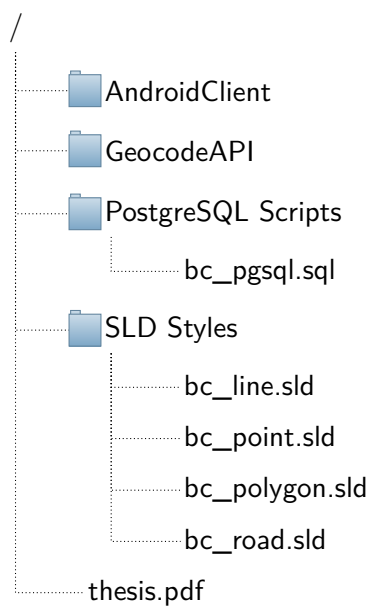 /
AndroidClient
GeocodeAPI
PostgreSQL Scripts
bc_pgsql.sql
SLD Styles
bc_line.sld
bc_point.sld
bc_polygon.sld
bc_road.sld
thesis.pdf